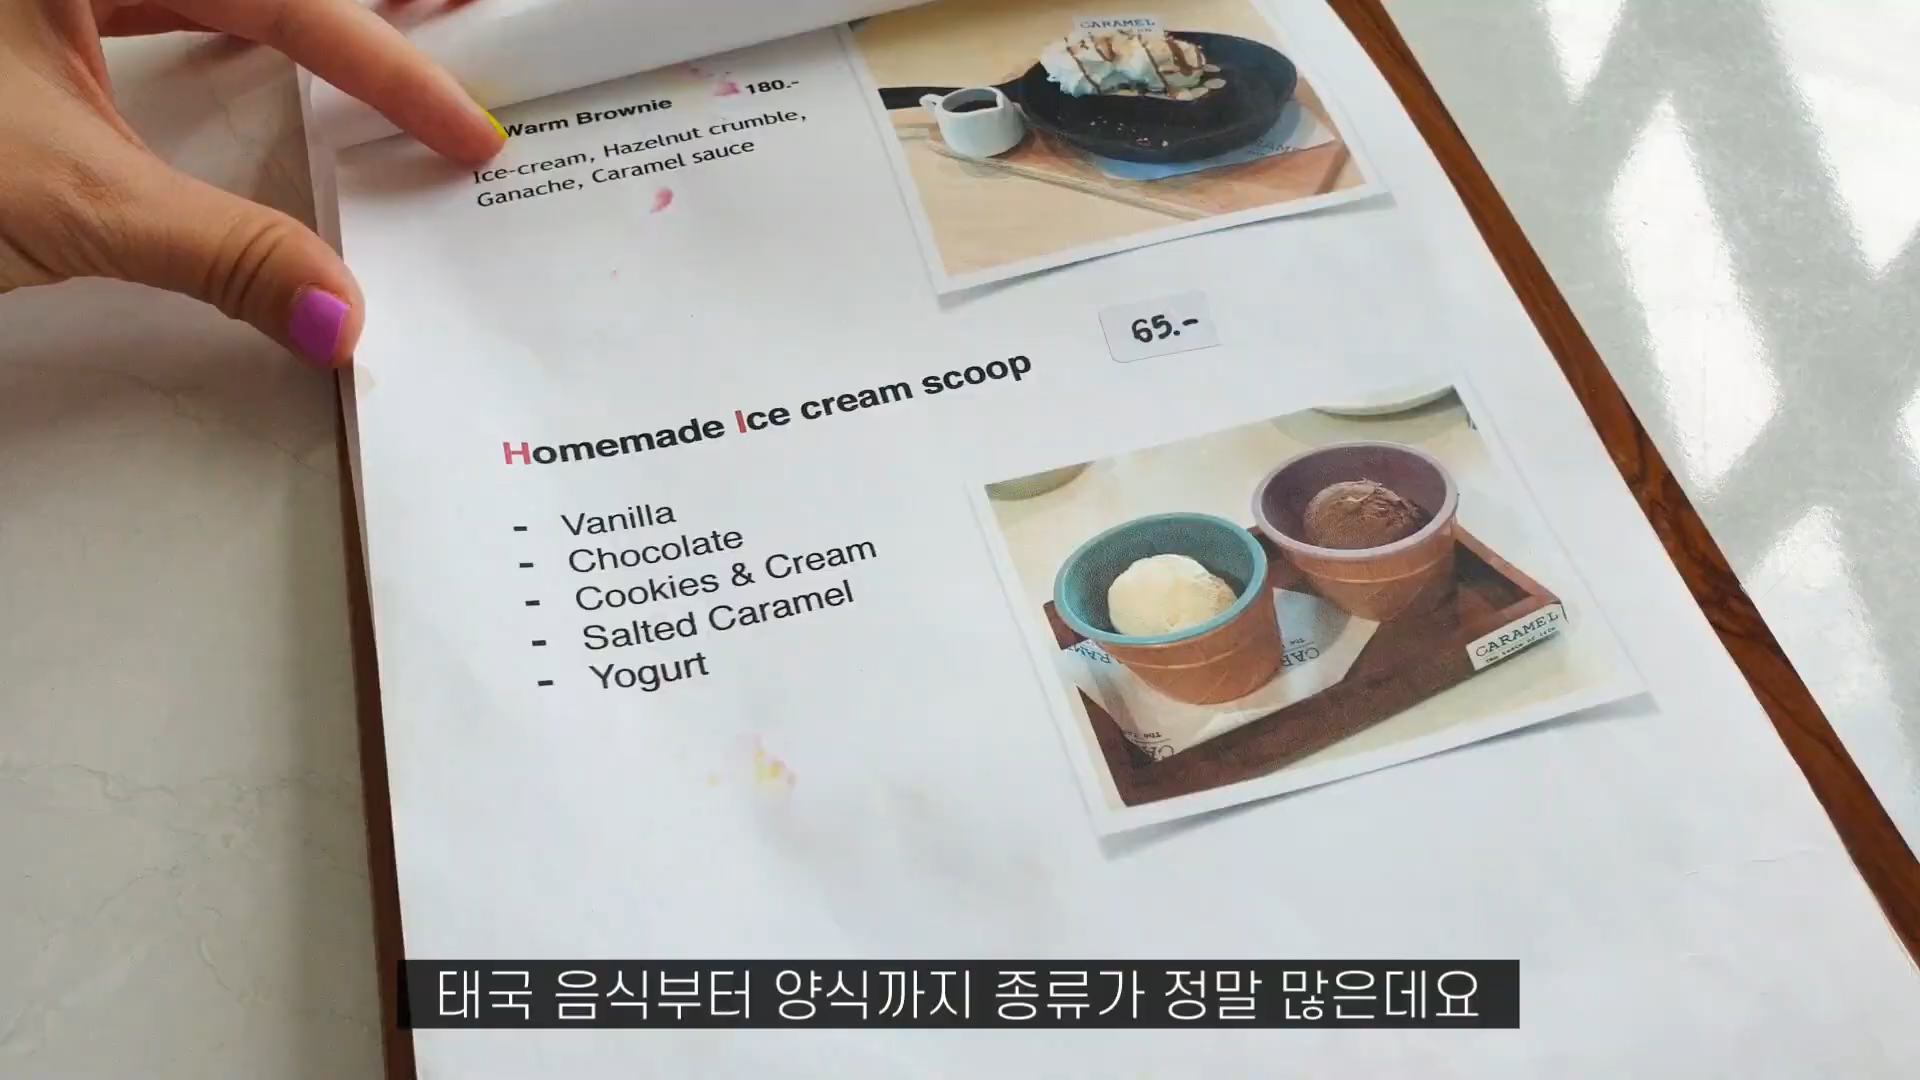 CARAMEL
Warm Brownie 180.-
Ice-cream, Hazelnut crumble,
Ganache, Caramel sauce
65.-
Homemade Ice cream scoop
- Vanilla
- Chocolate
- Cookies & Cream
- Salted Caramel
- Yogurt
CARAMEL
태국 음식부터 양식까지 종류가 정말 많은데요